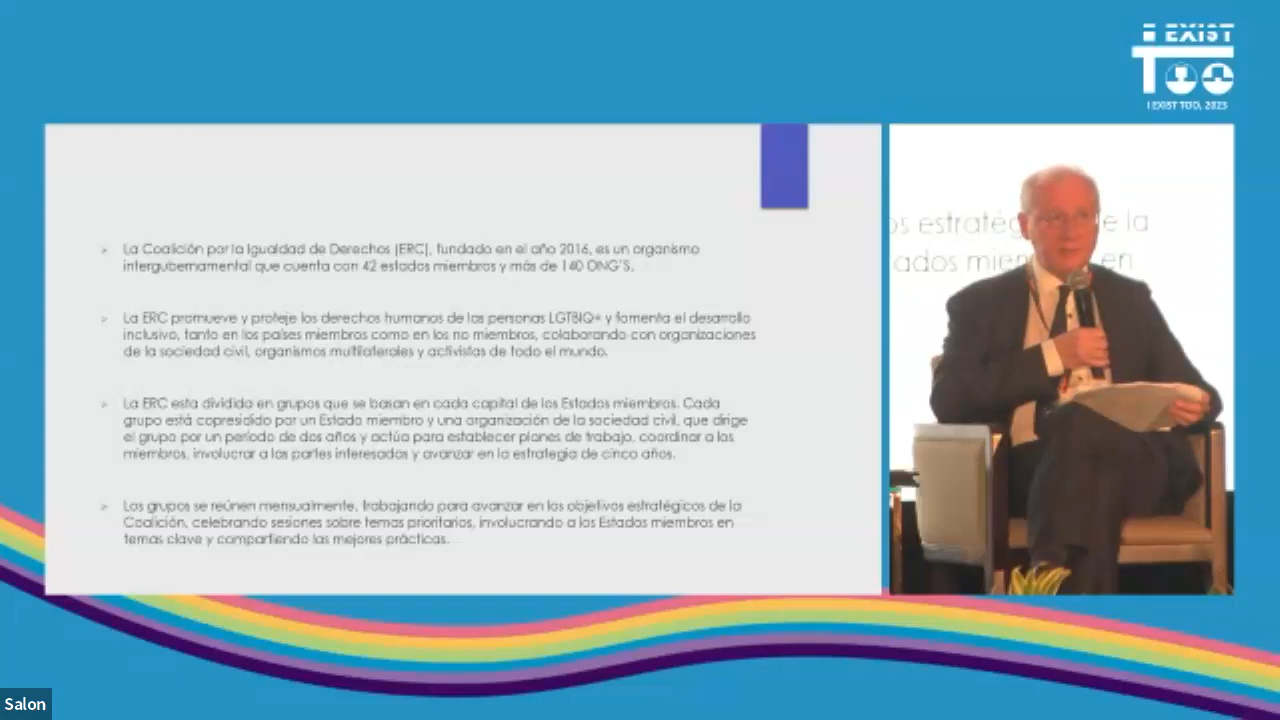 I EXIST
TOO
I EXIST TOO, 2023
La Coalición por la Igualdad de Derechos (ERC), fundado en el año 2016, es un organismo
intergubernamental que cuenta con 42 estados miembros y más de 140 ONG'S.
La ERC promueve y proteje los derechos humanos de las personas LGTBIQ+ y fomenta el desarrollo
inclusivo, tanto en los países miembros como en los no miembros, colaborando con organizaciones
de la sociedad civil, organismos multilaterales y activistas de todo el mundo.
La ERC esta dividida en grupos que se basan en cada capital de los Estados miembros. Cada
grupo está copresidido por un Estado miembro y una organización de la sociedad civil, que dirige
el grupo por un período de dos años y actúa para establecer planes de trabajo, coordinar a los
miembros, involucrar a las partes interesadas y avanzar en la estrategia de cinco años.
Los grupos se reúnen mensualmente, trabajando para avanzar en los objetivos estratégicos de la
Coalición, celebrando sesiones sobre temas prioritarios, involucrando a los Estados miembros en
temas clave y compartiendo las mejores prácticas.
os estratég e la
ados miem en
Salon